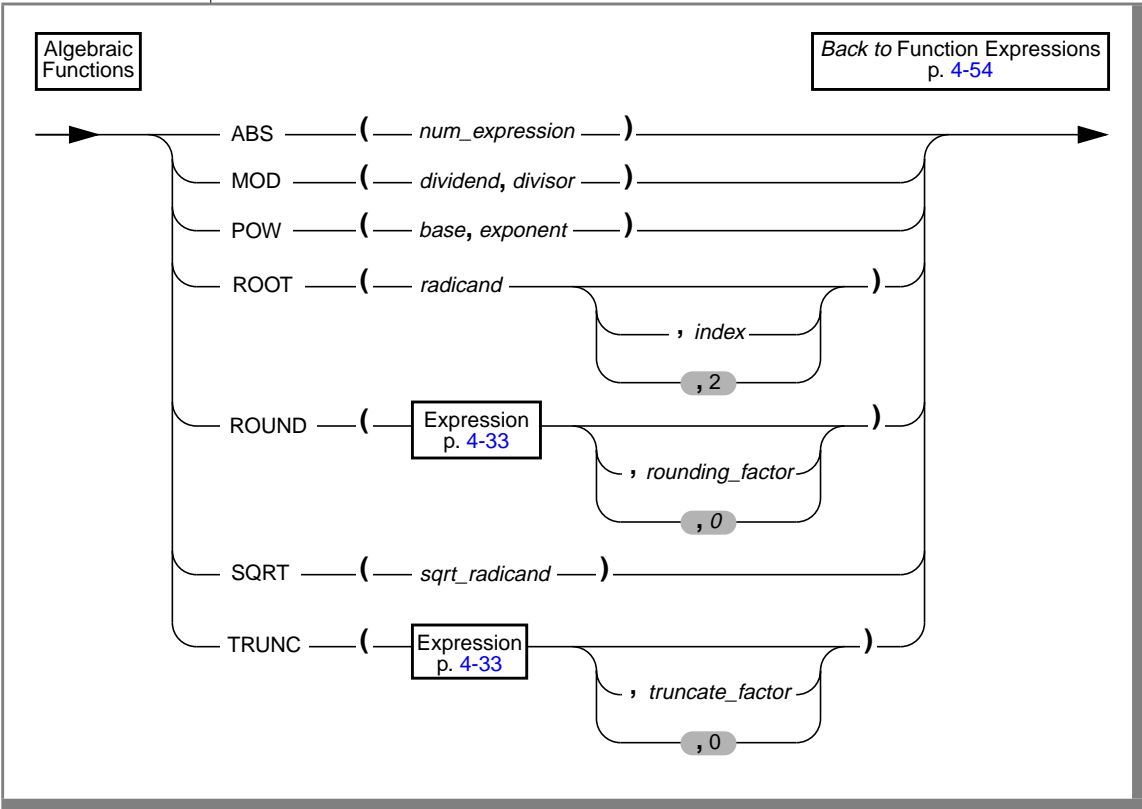 Algebraic
Functions
Back to Function Expressions
p. 4-54
ABS ( num_expression )
MOD ( dividend, divisor )
POW ( base, exponent )
ROOT ( radicand )
, index
, 2
ROUND ( Expression )
p. 4-33
, rounding_factor
, 0
SQRT ( sqrt_radicand )
TRUNC ( Expression )
p. 4-33
, truncate_factor
, 0